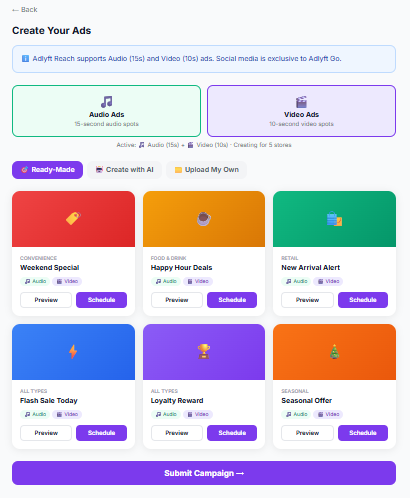 ← Back
Create Your Ads
Adlyft Reach supports Audio (15s) and Video (10s) ads. Social media is exclusive to Adlyft Go.
Audio Ads
15-second audio spots
Video Ads
10-second video spots
Active: Audio (15s) + Video (10s) · Creating for 5 stores
Ready-Made
Create with AI
Upload My Own
CONVENIENCE
Weekend Special
Audio Video
Preview Schedule
FOOD & DRINK
Happy Hour Deals
Audio Video
Preview Schedule
RETAIL
New Arrival Alert
Audio Video
Preview Schedule
ALL TYPES
Flash Sale Today
Audio Video
Preview Schedule
ALL TYPES
Loyalty Reward
Audio Video
Preview Schedule
SEASONAL
Seasonal Offer
Audio Video
Preview Schedule
Submit Campaign →